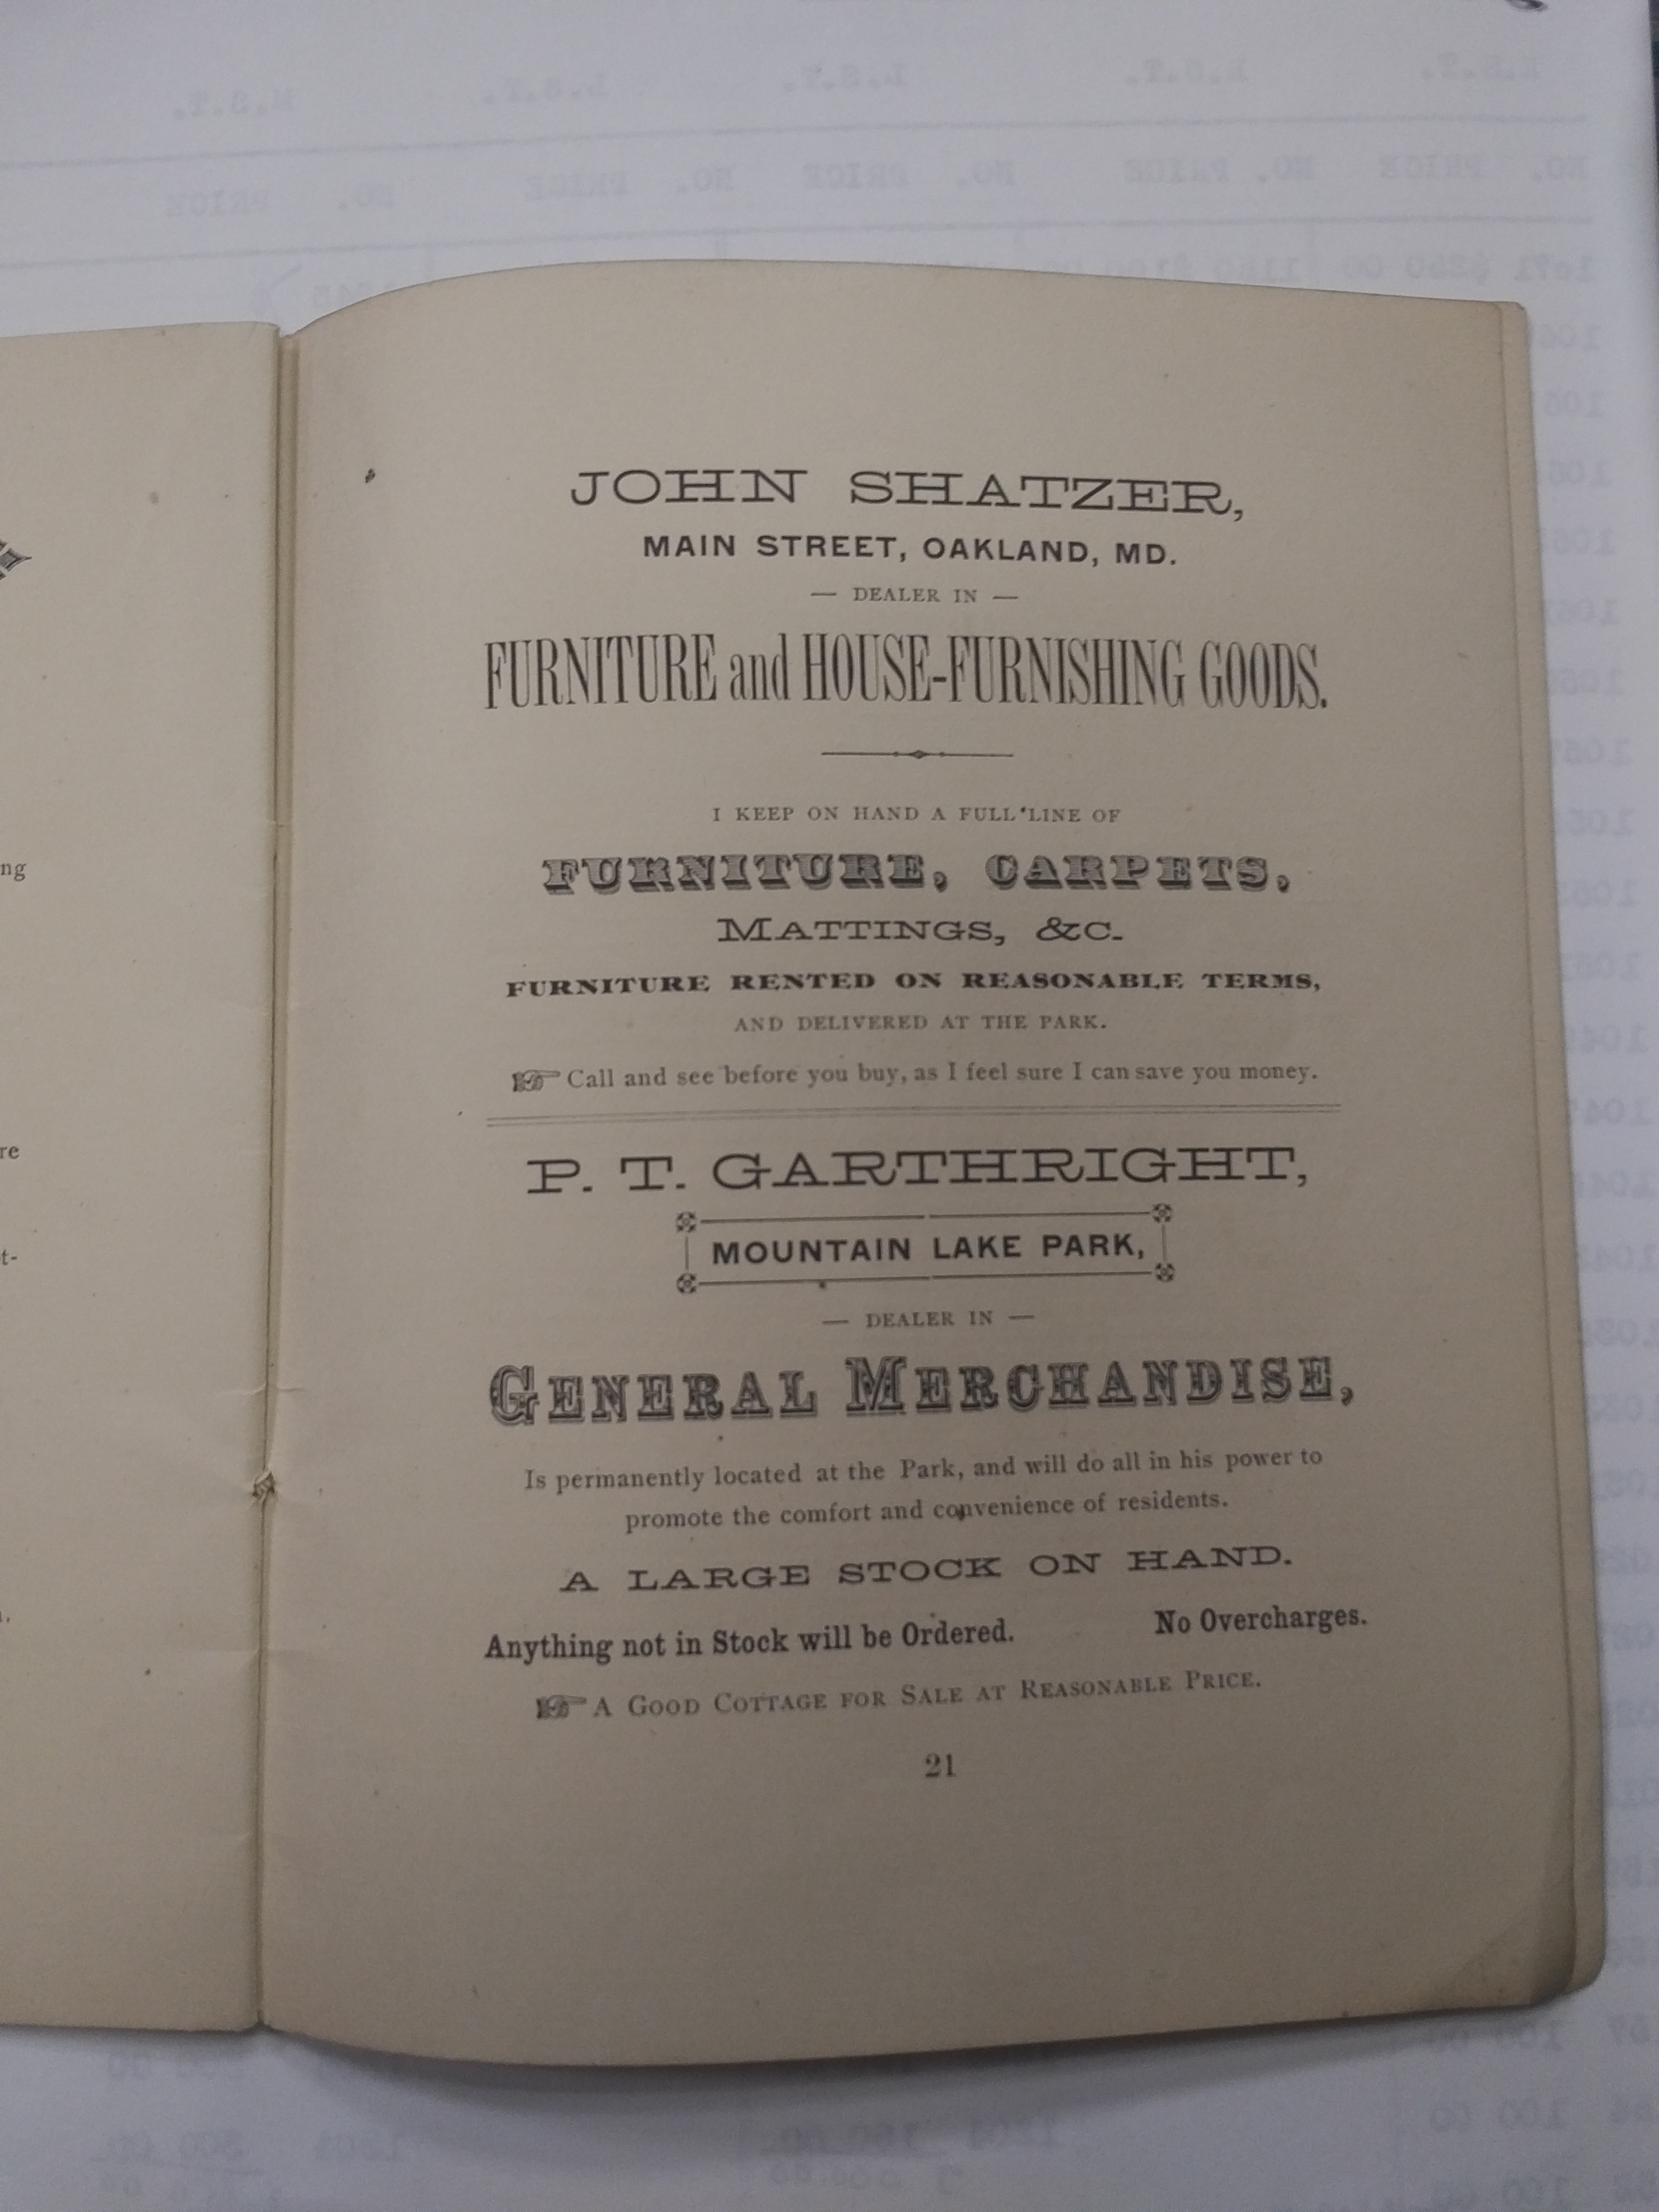 JOHN SHATZER,
MAIN STREET, OAKLAND, MD.
— DEALER IN —
FURNITURE and HOUSE-FURNISHING GOODS.
I KEEP ON HAND A FULL LINE OF
FURNITURE, CARPETS,
MATTINGS, &C.
FURNITURE RENTED ON REASONABLE TERMS,
AND DELIVERED AT THE PARK.
☞ Call and see before you buy, as I feel sure I can save you money.
P. T. GARTHRIGHT,
MOUNTAIN LAKE PARK,
— DEALER IN —
GENERAL MERCHANDISE,
Is permanently located at the Park, and will do all in his power to
promote the comfort and convenience of residents.
A LARGE STOCK ON HAND.
Anything not in Stock will be Ordered. No Overcharges.
☞ A GOOD COTTAGE FOR SALE AT REASONABLE PRICE.
21